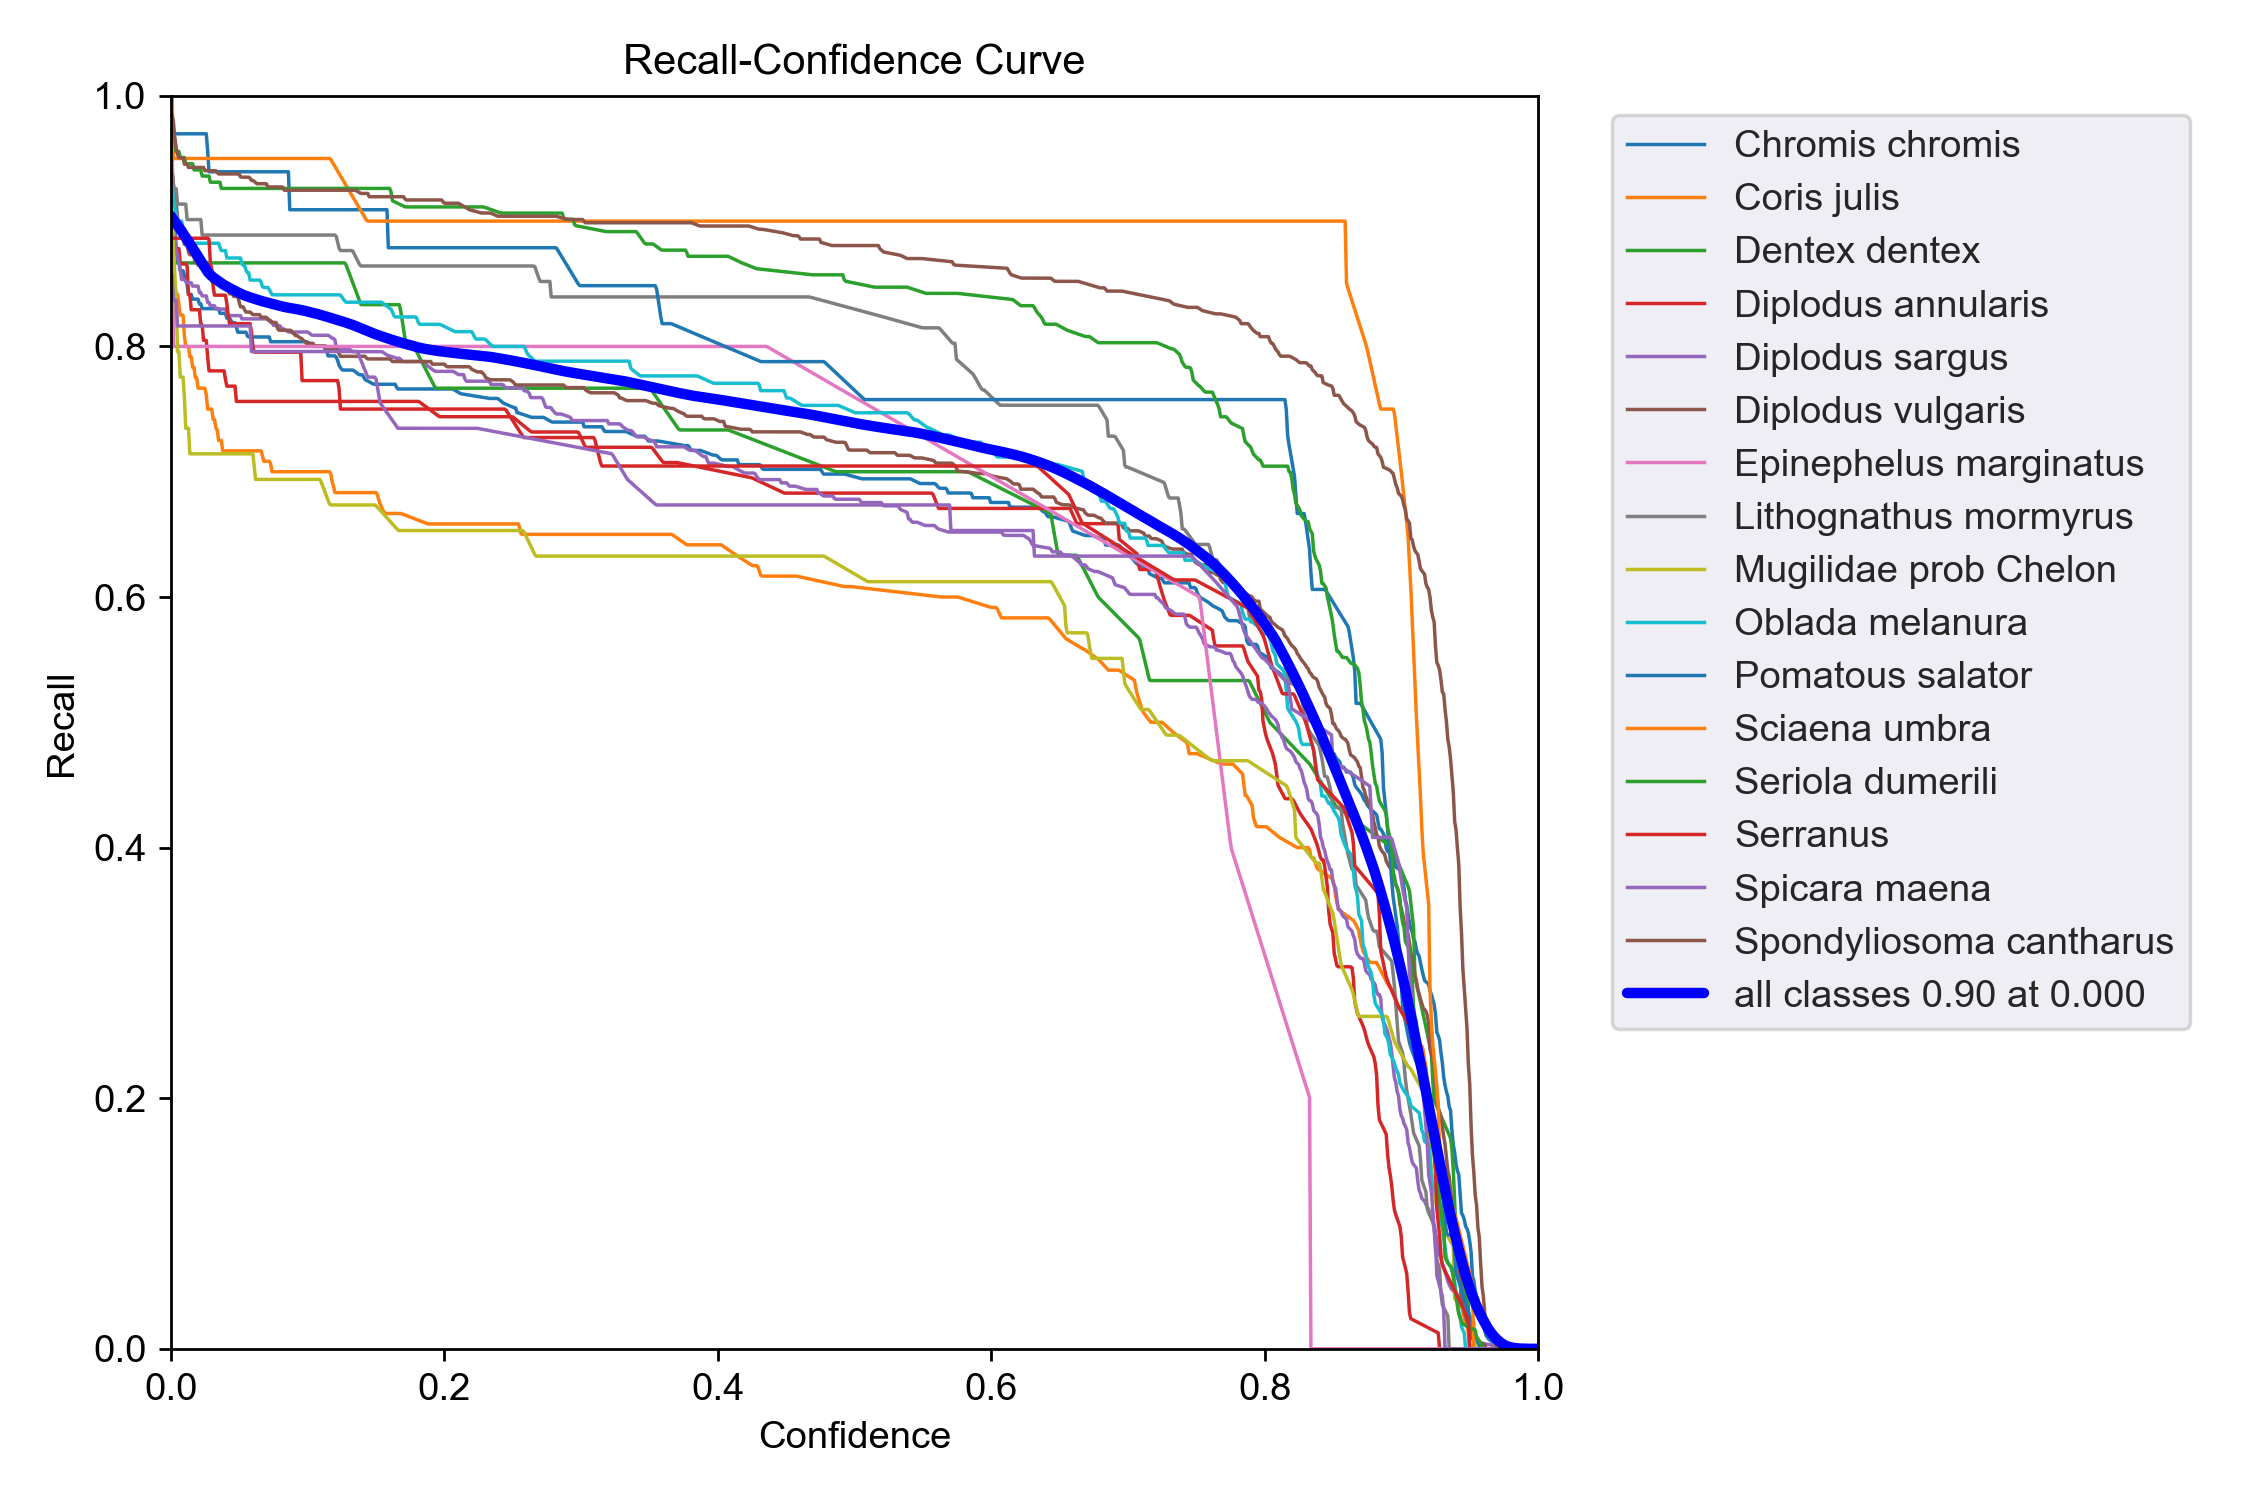 Recall-Confidence Curve
1.0
0.8
0.6
0.4
0.2
0.0
Recall
0.0 0.2 0.4 0.6 0.8 1.0
Confidence
Chromis chromis
Coris julis
Dentex dentex
Diplodus annularis
Diplodus sargus
Diplodus vulgaris
Epinephelus marginatus
Lithognathus mormyrus
Mugilidae prob Chelon
Oblada melanura
Pomatous salator
Sciaena umbra
Seriola dumerili
Serranus
Spicara maena
Spondyliosoma cantharus
all classes 0.90 at 0.000